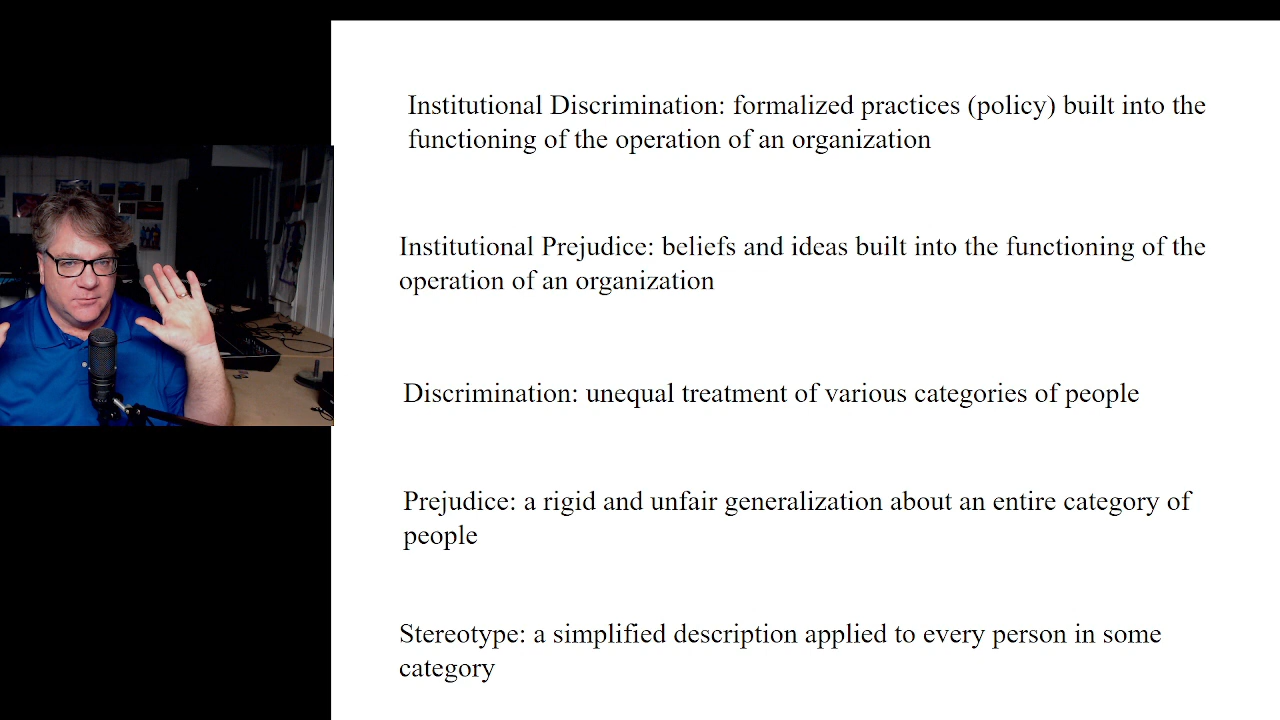 Institutional Discrimination: formalized practices (policy) built into the
functioning of the operation of an organization
Institutional Prejudice: beliefs and ideas built into the functioning of the
operation of an organization
Discrimination: unequal treatment of various categories of people
Prejudice: a rigid and unfair generalization about an entire category of
people
Stereotype: a simplified description applied to every person in some
category